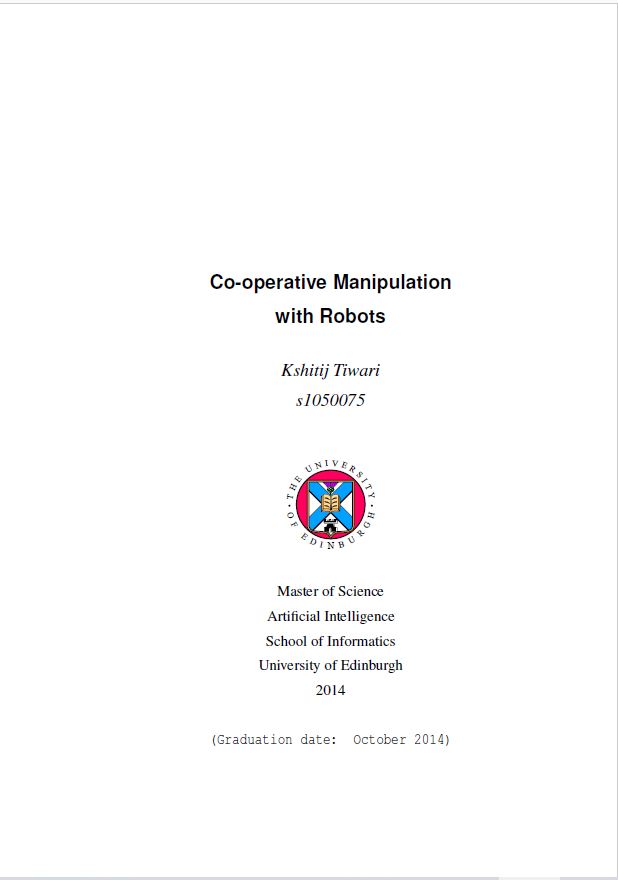 Co-operative Manipulation
with Robots
Kshitij Tiwari
s1050075
THE UNIVERSITY
OF EDINBURGH
Master of Science
Artificial Intelligence
School of Informatics
University of Edinburgh
2014
(Graduation date: October 2014)